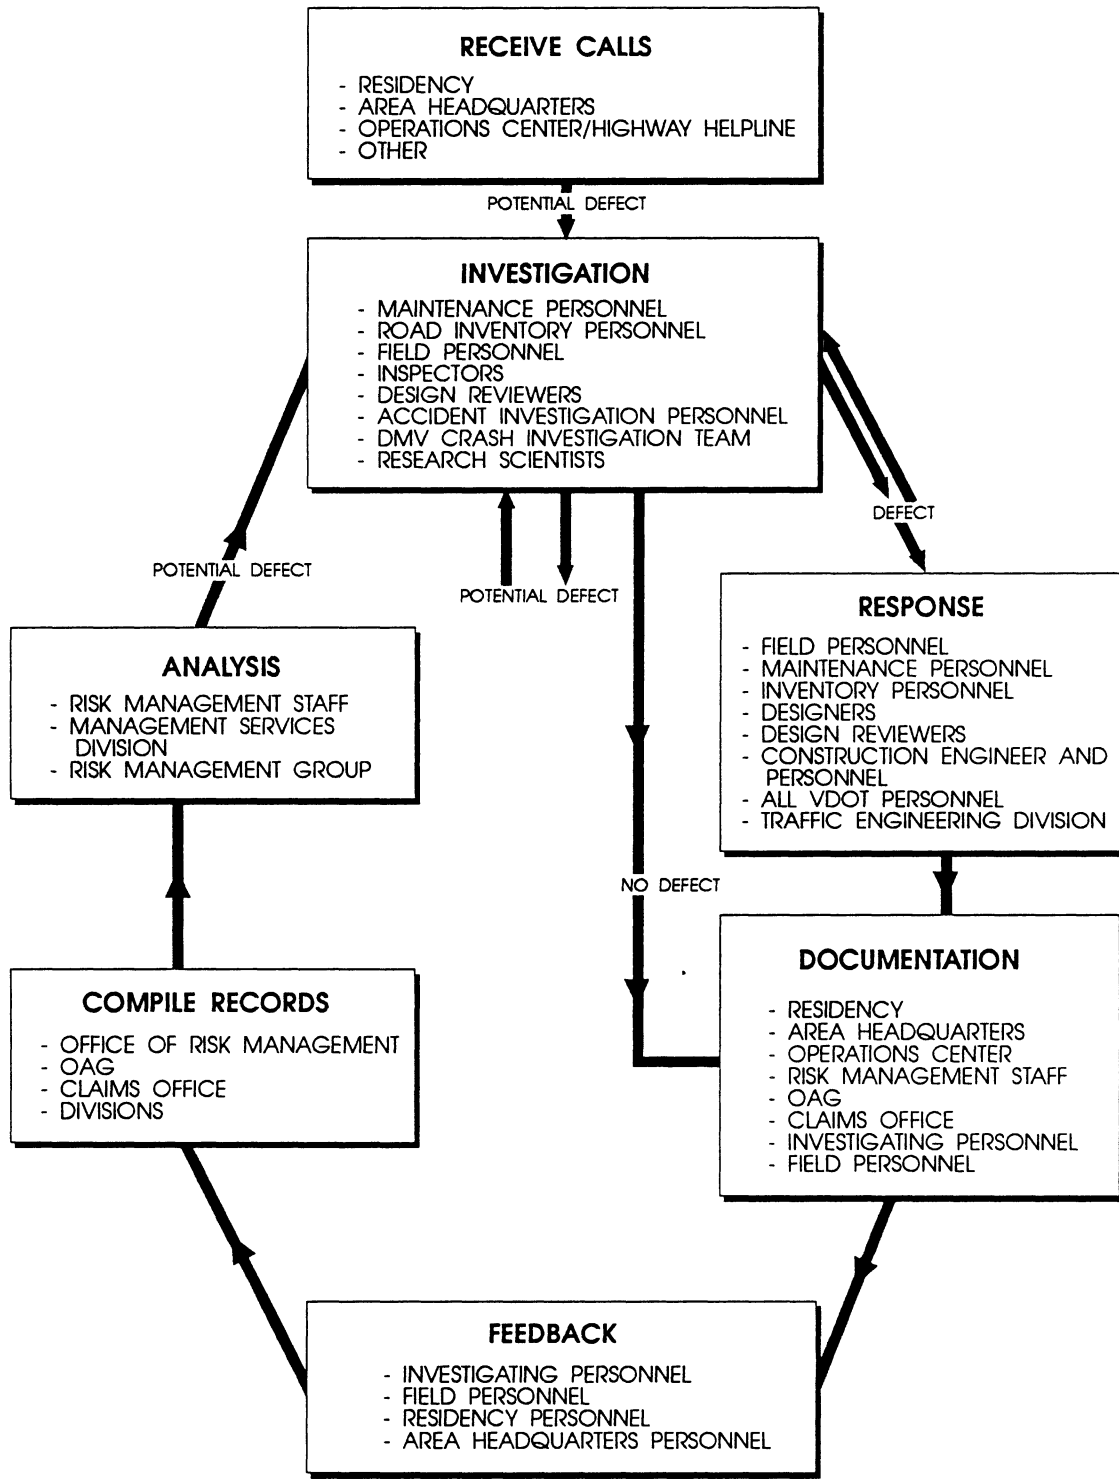 RECEIVE CALLS
- RESIDENCY
- AREA HEADQUARTERS
- OPERATIONS CENTER/HIGHWAY HELPLINE
- OTHER
POTENTIAL DEFECT
INVESTIGATION
- MAINTENANCE PERSONNEL
- ROAD INVENTORY PERSONNEL
- FIELD PERSONNEL
- INSPECTORS
- DESIGN REVIEWERS
- ACCIDENT INVESTIGATION PERSONNEL
- DMV CRASH INVESTIGATION TEAM
- RESEARCH SCIENTISTS
DEFECT
POTENTIAL DEFECT
POTENTIAL DEFECT
RESPONSE
- FIELD PERSONNEL
- MAINTENANCE PERSONNEL
- INVENTORY PERSONNEL
- DESIGNERS
- DESIGN REVIEWERS
- CONSTRUCTION ENGINEER AND
PERSONNEL
- ALL VDOT PERSONNEL
- TRAFFIC ENGINEERING DIVISION
ANALYSIS
- RISK MANAGEMENT STAFF
- MANAGEMENT SERVICES
DIVISION
- RISK MANAGEMENT GROUP
NO DEFECT
DOCUMENTATION
- RESIDENCY
- AREA HEADQUARTERS
- OPERATIONS CENTER
- RISK MANAGEMENT STAFF
- OAG
- CLAIMS OFFICE
- INVESTIGATING PERSONNEL
- FIELD PERSONNEL
COMPILE RECORDS
- OFFICE OF RISK MANAGEMENT
- OAG
- CLAIMS OFFICE
- DIVISIONS
FEEDBACK
- INVESTIGATING PERSONNEL
- FIELD PERSONNEL
- RESIDENCY PERSONNEL
- AREA HEADQUARTERS PERSONNEL